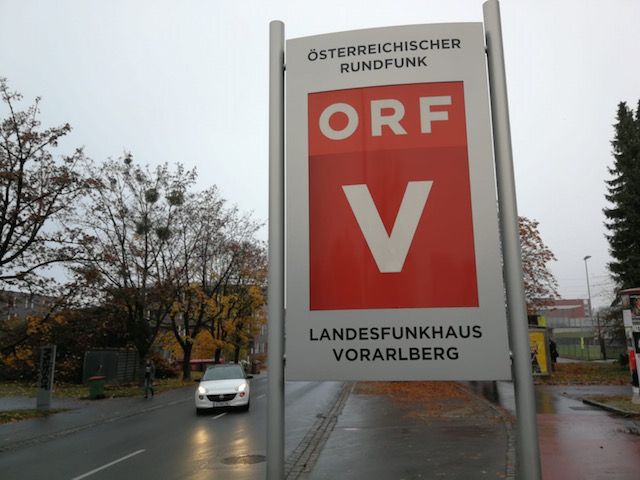 ÖSTERREICHISCHER
RUNDFUNK
ORF
V
LANDESFUNKHAUS
VORARLBERG